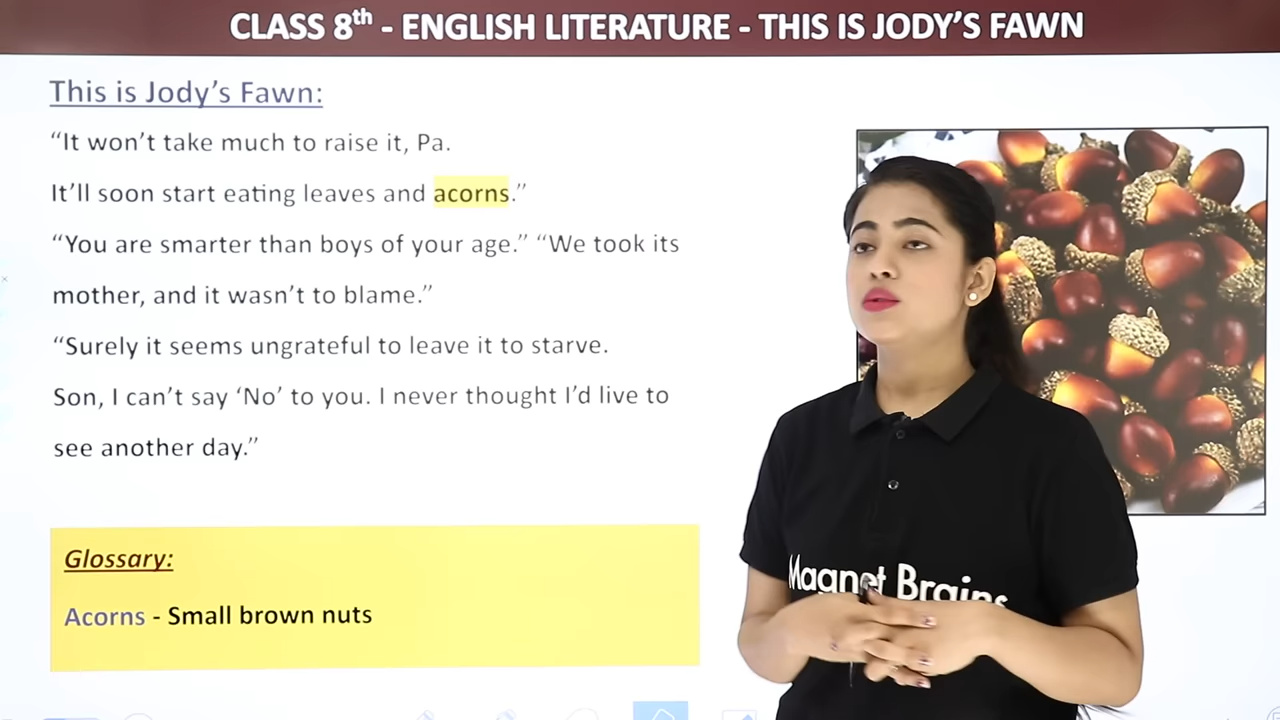 CLASS 8th - ENGLISH LITERATURE - THIS IS JODY’S FAWN
This is Jody’s Fawn:
“It won’t take much to raise it, Pa.
It’ll soon start eating leaves and acorns.”
“You are smarter than boys of your age.” “We took its
mother, and it wasn’t to blame.”
“Surely it seems ungrateful to leave it to starve.
Son, I can’t say ‘No’ to you. I never thought I’d live to
see another day.”
Glossary:
Acorns - Small brown nuts
Magnet Brains